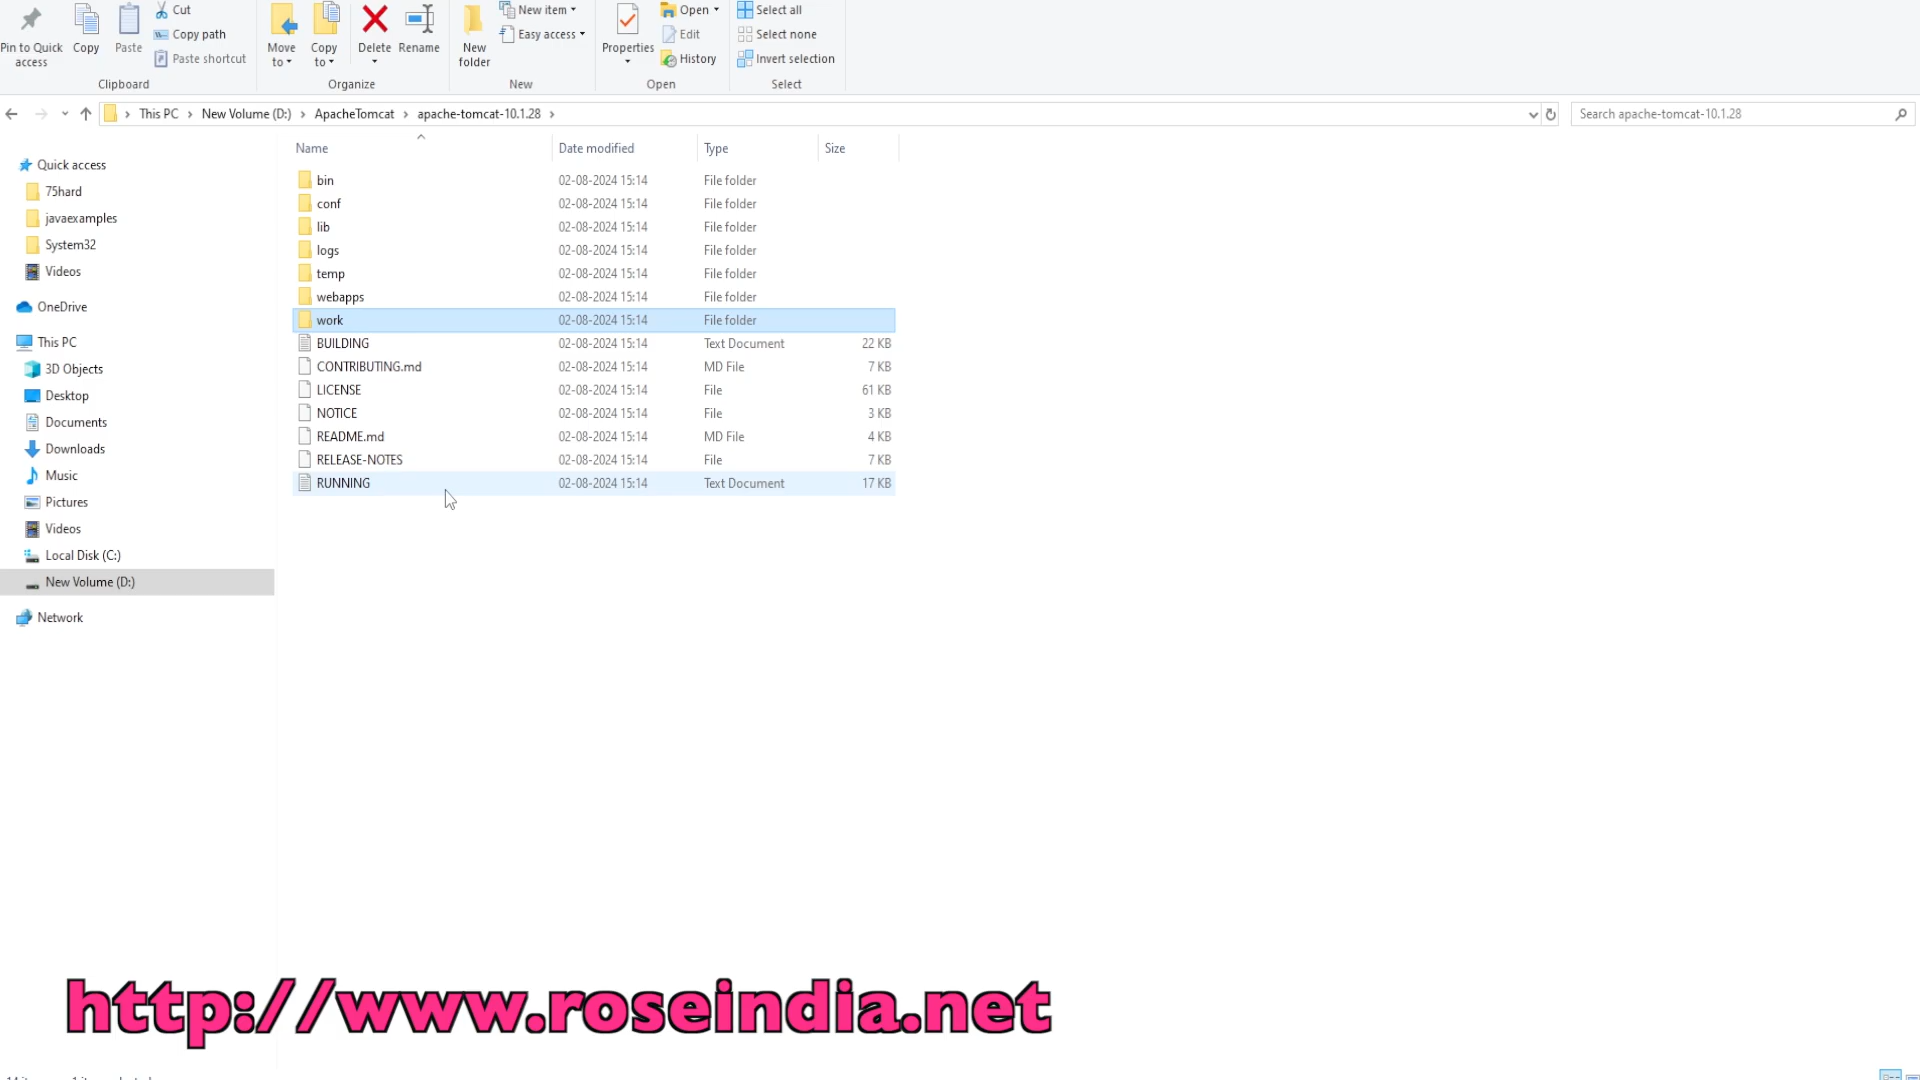 Cut
New item
Open
Select all
Copy path
Easy access
Edit
Select none
Pin to Quick access
Copy
Paste
Paste shortcut
Move to
Copy to
Delete
Rename
New folder
Properties
History
Invert selection
Clipboard
Organize
New
Open
Select
This PC
New Volume (D:)
ApacheTomcat
apache-tomcat-10.1.28
Search apache-tomcat-10.1.28
Quick access
75hard
javaexamples
System32
Videos
OneDrive
This PC
3D Objects
Desktop
Documents
Downloads
Music
Pictures
Videos
Local Disk (C:)
New Volume (D:)
Network
Name Date modified Type Size
bin 02-08-2024 15:14 File folder
conf 02-08-2024 15:14 File folder
lib 02-08-2024 15:14 File folder
logs 02-08-2024 15:14 File folder
temp 02-08-2024 15:14 File folder
webapps 02-08-2024 15:14 File folder
work 02-08-2024 15:14 File folder
BUILDING 02-08-2024 15:14 Text Document 22 KB
CONTRIBUTING.md 02-08-2024 15:14 MD File 7 KB
LICENSE 02-08-2024 15:14 File 61 KB
NOTICE 02-08-2024 15:14 File 3 KB
README.md 02-08-2024 15:14 MD File 4 KB
RELEASE-NOTES 02-08-2024 15:14 File 7 KB
RUNNING 02-08-2024 15:14 Text Document 17 KB
http://www.roseindia.net